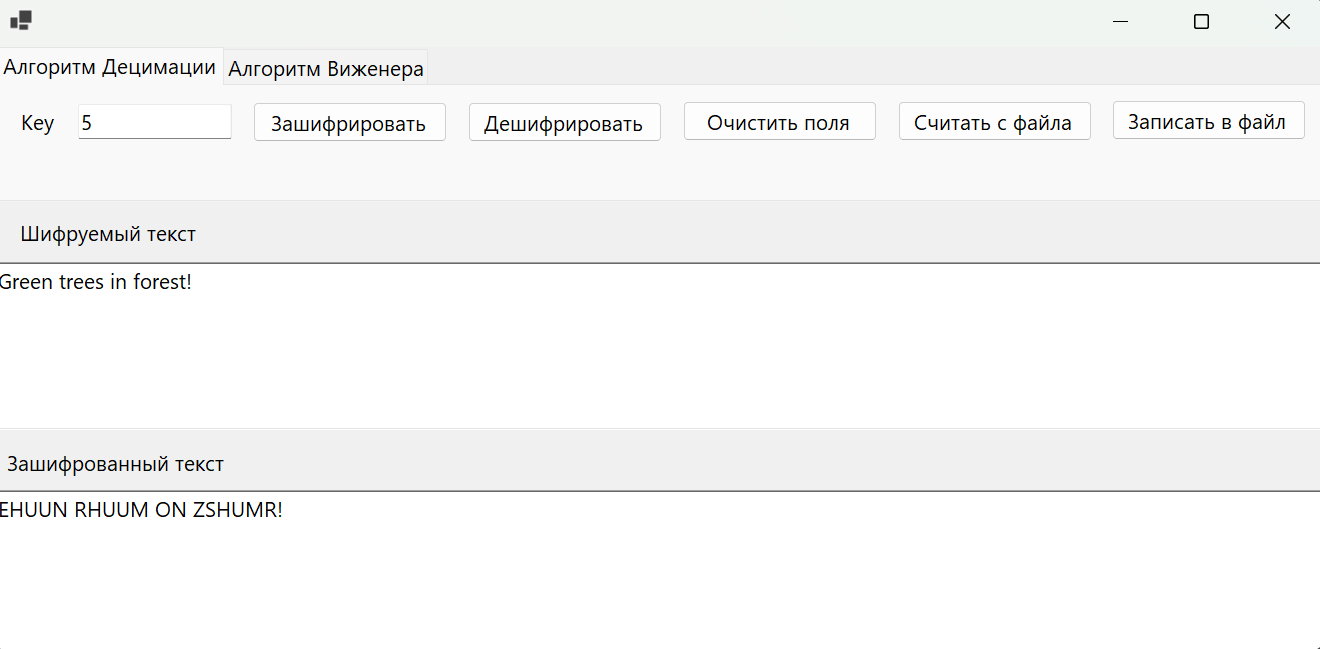 Алгоритм Децимации Алгоритм Виженера
Key 5 Зашифрировать Дешифрировать Очистить поля Считать с файла Записать в файл
Шифруемый текст
Green trees in forest!
Зашифрованный текст
EHUUN RHUUM ON ZSHUMR!